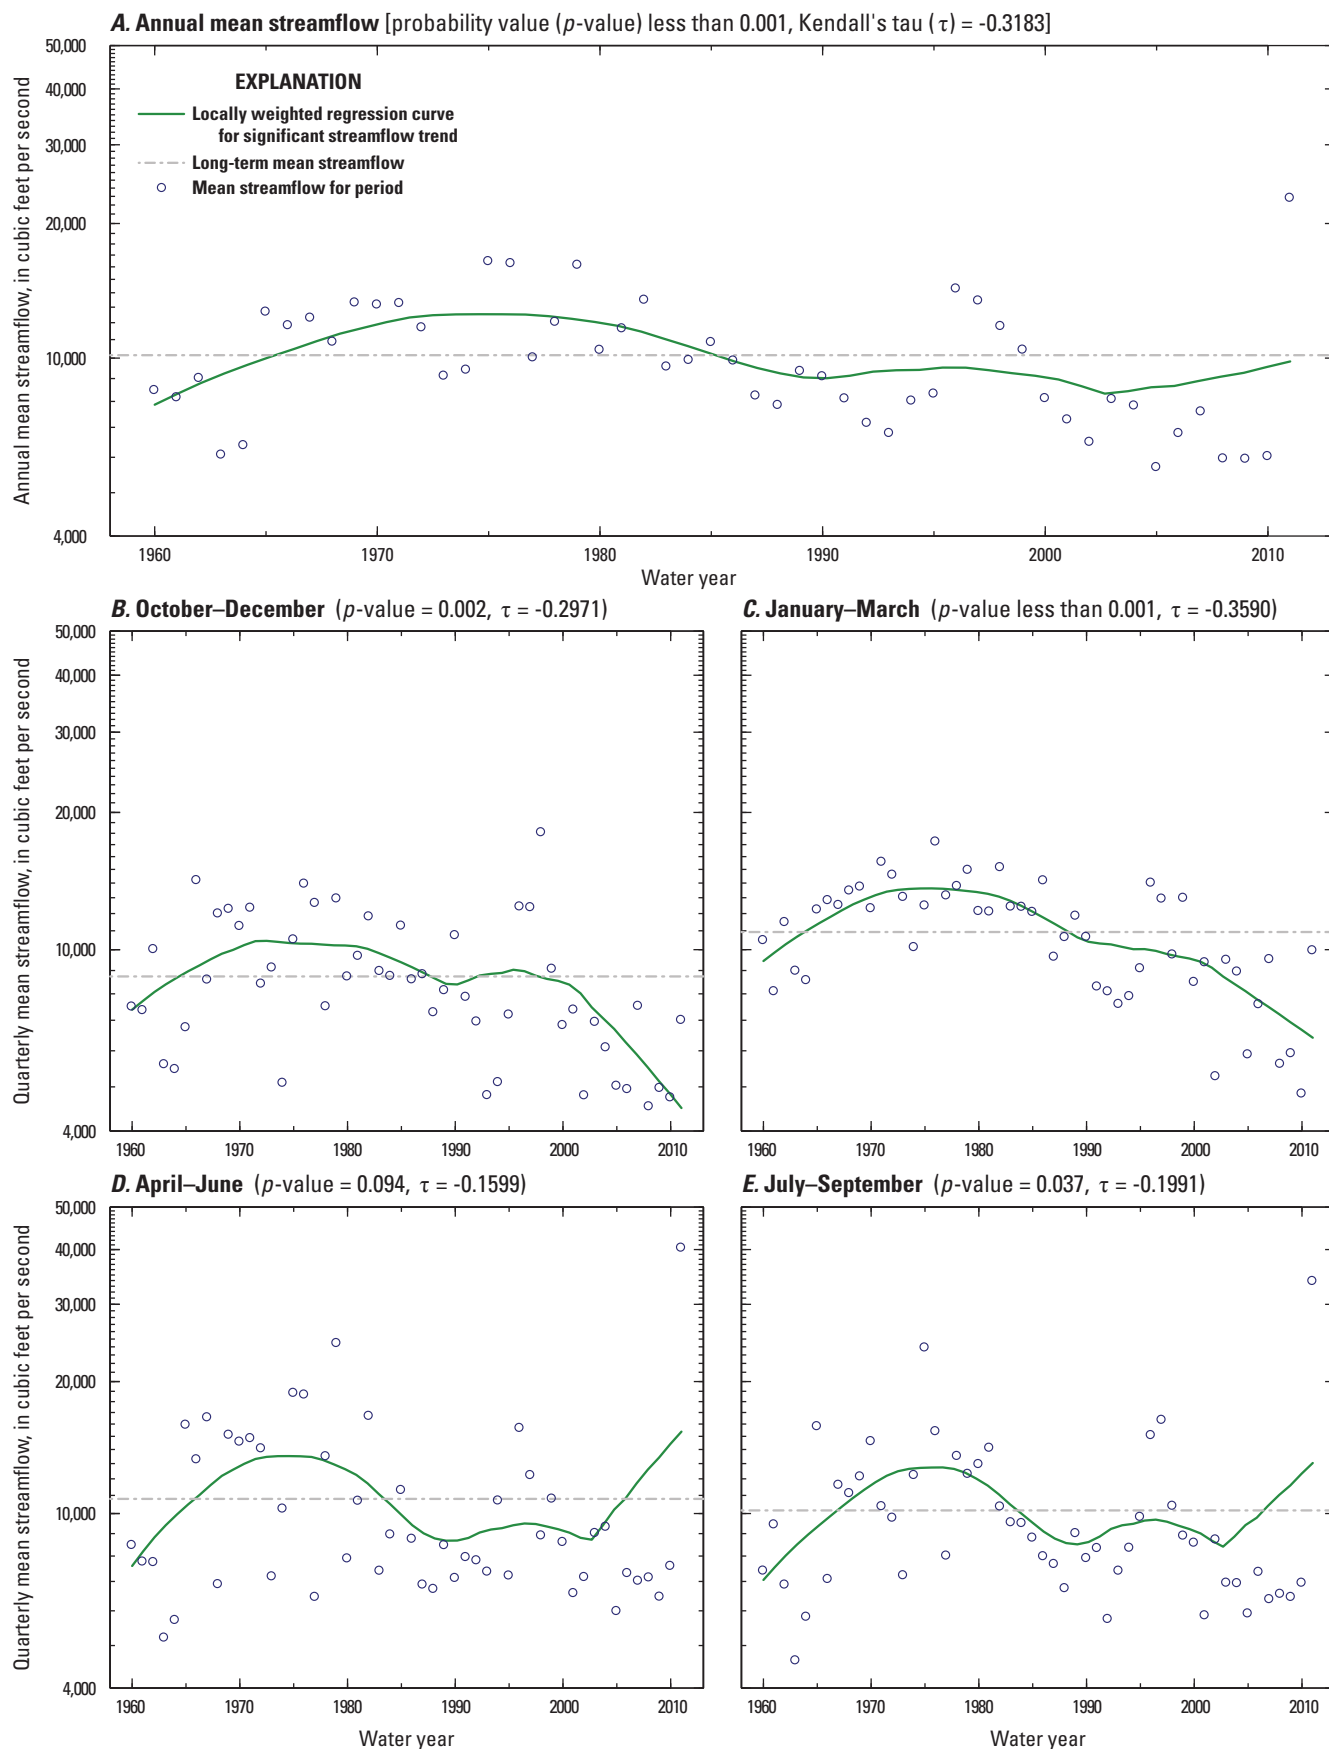 A. Annual mean streamflow [probability value (p-value) less than 0.001, Kendall's tau (τ) = -0.3183]
50,000
40,000
30,000
20,000
10,000
4,000
Annual mean streamflow, in cubic feet per second
EXPLANATION
Locally weighted regression curve
for significant streamflow trend
Long-term mean streamflow
Mean streamflow for period
1960 1970 1980 1990 2000 2010
Water year
B. October–December (p-value = 0.002, τ = -0.2971)
50,000
40,000
30,000
20,000
10,000
4,000
Quarterly mean streamflow, in cubic feet per second
1960 1970 1980 1990 2000 2010
C. January–March (p-value less than 0.001, τ = -0.3590)
1960 1970 1980 1990 2000 2010
D. April–June (p-value = 0.094, τ = -0.1599)
50,000
40,000
30,000
20,000
10,000
4,000
Quarterly mean streamflow, in cubic feet per second
1960 1970 1980 1990 2000 2010
Water year
E. July–September (p-value = 0.037, τ = -0.1991)
1960 1970 1980 1990 2000 2010
Water year